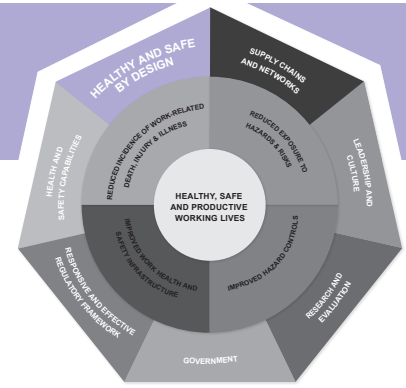 HEALTHY AND SAFE
BY DESIGN
SUPPLY CHAINS
AND NETWORKS
LEADERSHIP AND
CULTURE
RESEARCH AND
EVALUATION
GOVERNMENT
RESPONSIVE AND EFFECTIVE
REGULATORY FRAMEWORK
HEALTH AND
SAFETY CAPABILITIES
REDUCED INCIDENCE OF WORK-RELATED
DEATH, INJURY & ILLNESS
REDUCED EXPOSURE TO
HAZARDS & RISKS
IMPROVED HAZARD CONTROLS
IMPROVED WORK HEALTH AND
SAFETY INFRASTRUCTURE
HEALTHY, SAFE
AND PRODUCTIVE
WORKING LIVES